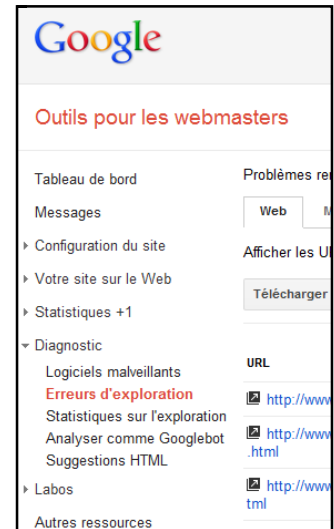 Google
Outils pour les webmasters
Tableau de bord
Messages
Configuration du site
Votre site sur le Web
Statistiques +1
Diagnostic
Logiciels malveillants
Erreurs d'exploration
Statistiques sur l'exploration
Analyser comme Googlebot
Suggestions HTML
Labos
Autres ressources
Problèmes
Web
Afficher les
Télécharger
URL
http://www
http://www
.html
http://www
tml